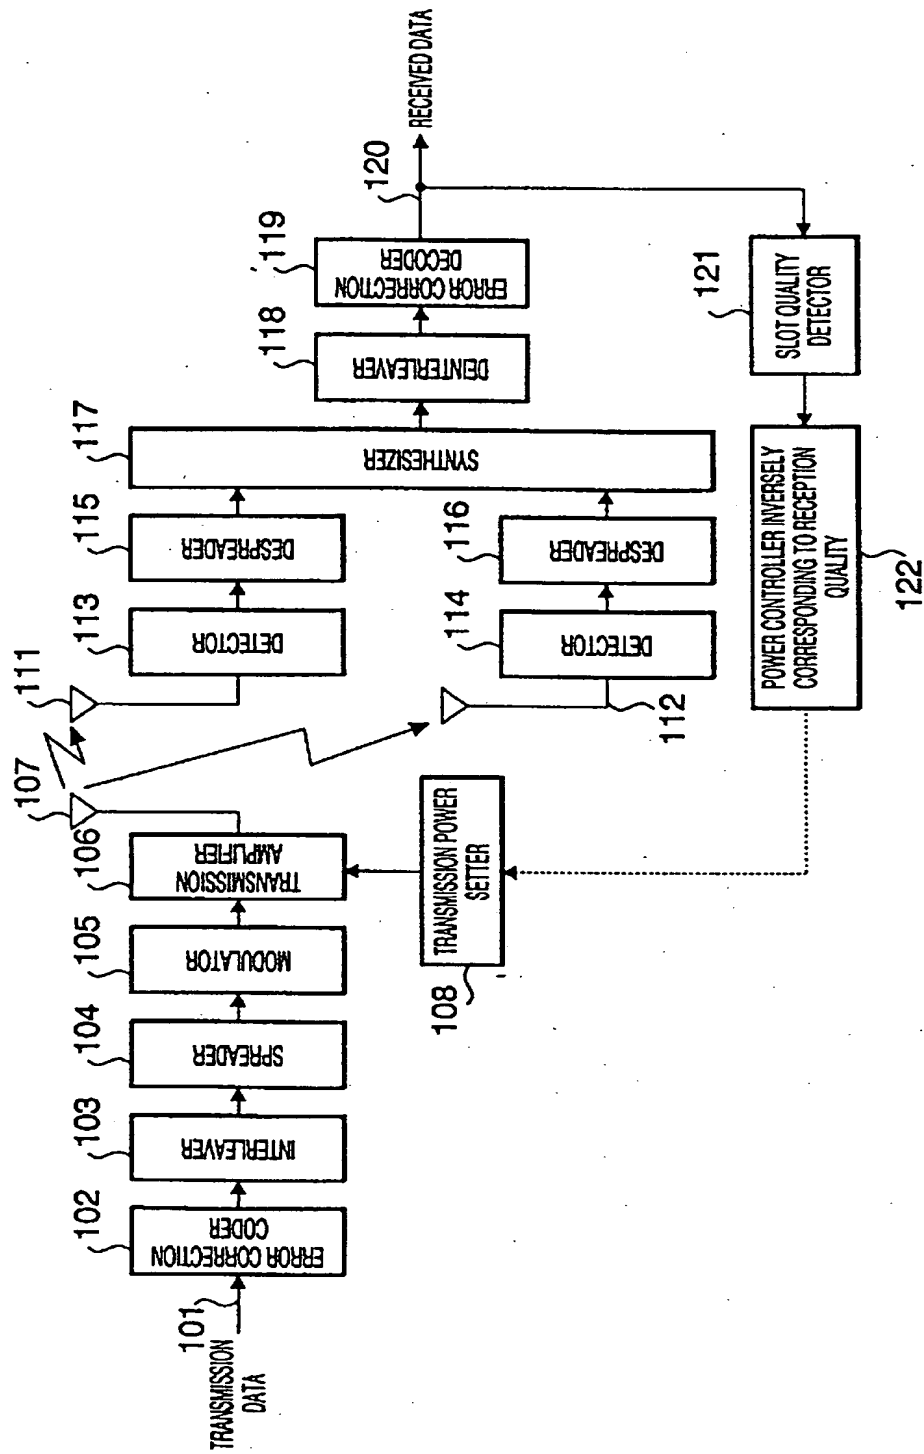 TRANSMISSION
DATA
101
102
ERROR CORRECTION
CODER
103
INTERLEAVER
104
SPREADER
105
MODULATOR
106
TRANSMISSION
AMPLIFIER
107
108
TRANSMISSION POWER
SETTER
111
113
DETECTOR
115
DESPREADER
112
114
DETECTOR
116
DESPREADER
117
SYNTHESIZER
118
DEINTERLEAVER
119
ERROR CORRECTION
DECODER
120
RECEIVED DATA
121
SLOT QUALITY
DETECTOR
POWER CONTROLLER INVERSELY
CORRESPONDING TO RECEPTION
QUALITY
122